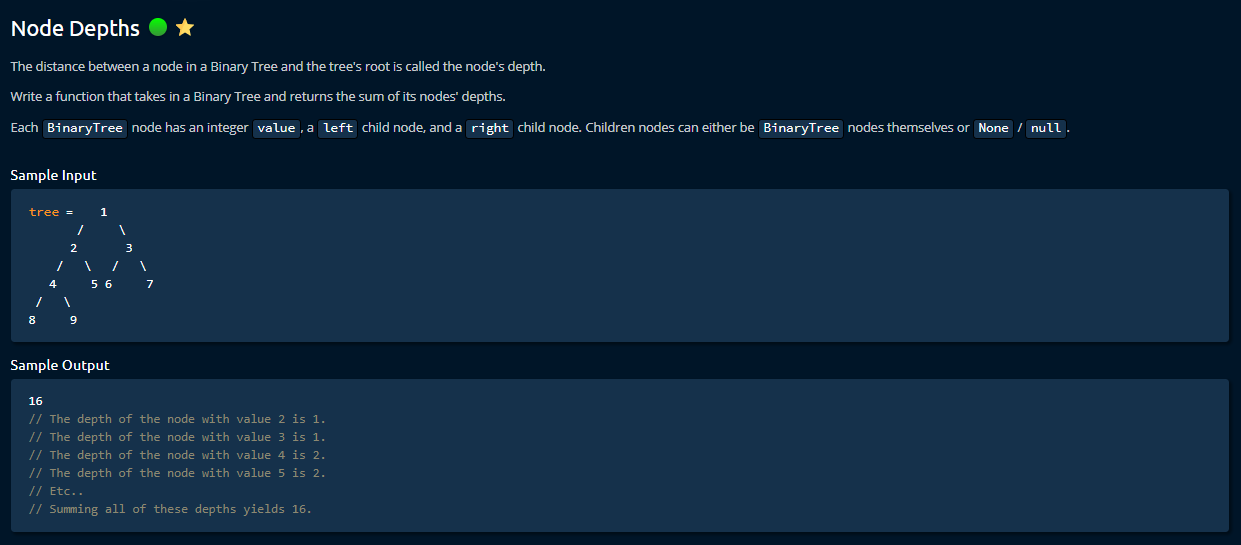 Node Depths
The distance between a node in a Binary Tree and the tree's root is called the node's depth.
Write a function that takes in a Binary Tree and returns the sum of its nodes' depths.
Each BinaryTree node has an integer value, a left child node, and a right child node. Children nodes can either be BinaryTree nodes themselves or None / null.
Sample Input
tree =    1
       /     \
      2       3
    /   \   /   \
   4     5 6     7
 /   \
8     9
Sample Output
16
// The depth of the node with value 2 is 1.
// The depth of the node with value 3 is 1.
// The depth of the node with value 4 is 2.
// The depth of the node with value 5 is 2.
// Etc..
// Summing all of these depths yields 16.